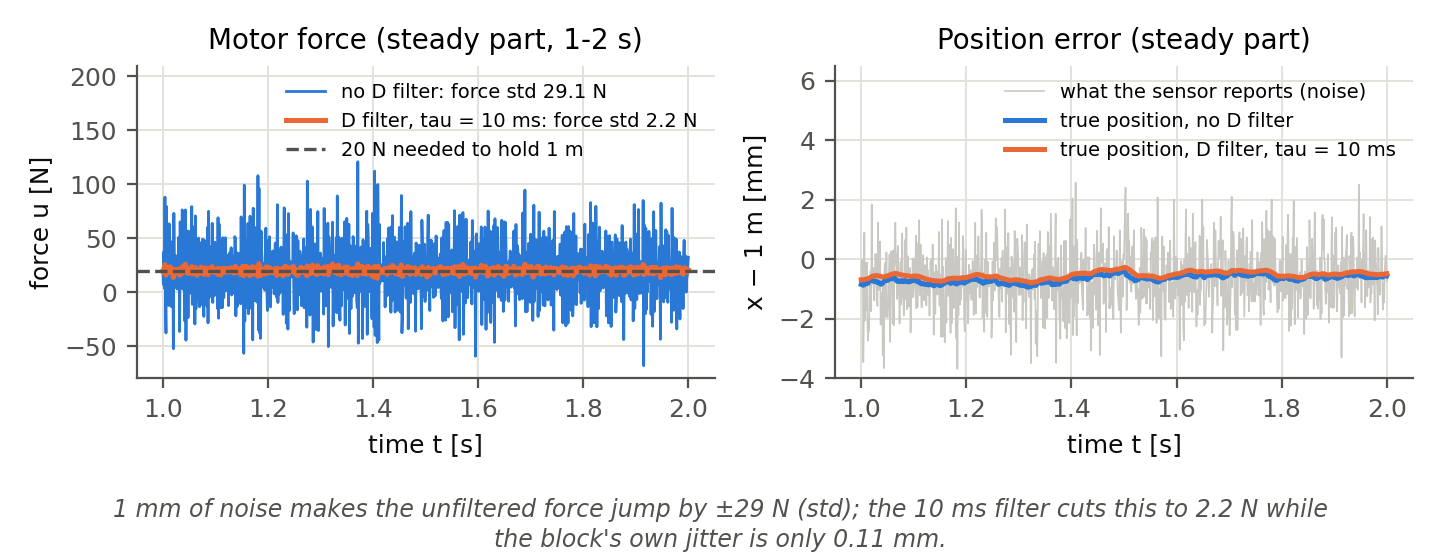 Motor force (steady part, 1-2 s)
200
150
100
50
0
−50
force u [N]
no D filter: force std 29.1 N
D filter, tau = 10 ms: force std 2.2 N
20 N needed to hold 1 m
1.0 1.2 1.4 1.6 1.8 2.0
time t [s]
Position error (steady part)
6
4
2
0
−2
−4
x − 1 m [mm]
what the sensor reports (noise)
true position, no D filter
true position, D filter, tau = 10 ms
1.0 1.2 1.4 1.6 1.8 2.0
time t [s]
1 mm of noise makes the unfiltered force jump by ±29 N (std); the 10 ms filter cuts this to 2.2 N while
the block's own jitter is only 0.11 mm.